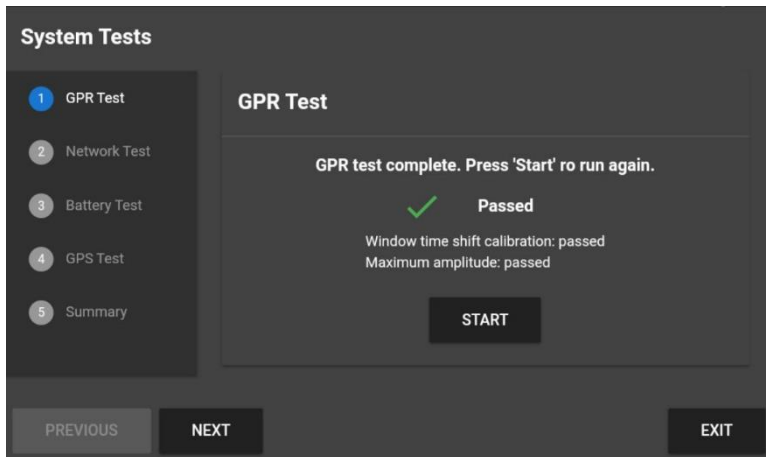 System Tests
1 GPR Test
2 Network Test
3 Battery Test
4 GPS Test
5 Summary
GPR Test
GPR test complete. Press 'Start' ro run again.
Passed
Window time shift calibration: passed
Maximum amplitude: passed
START
PREVIOUS
NEXT
EXIT